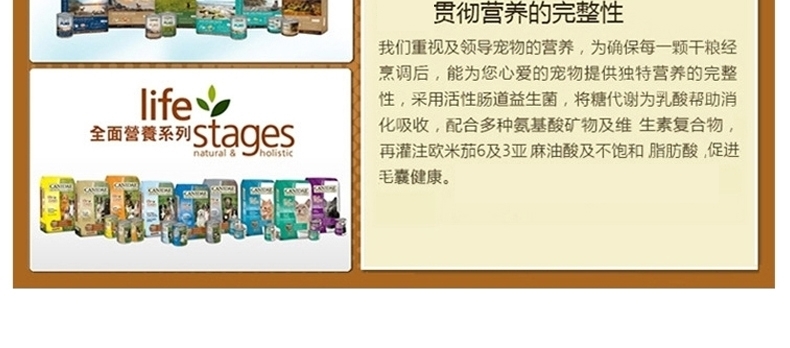 贯彻营养的完整性
我们重视及领导宠物的营养，为确保每一颗干粮经
烹调后，能为您心爱的宠物提供独特营养的完整
性，采用活性肠道益生菌，将糖代谢为乳酸帮助消
化吸收，配合多种氨基酸矿物及维 生素复合物，
再灌注欧米茄6及3亚 麻油酸及不饱和 脂肪酸 ,促进
毛囊健康。
life
全面營養系列 stages
natural & holistic
CANIDAE